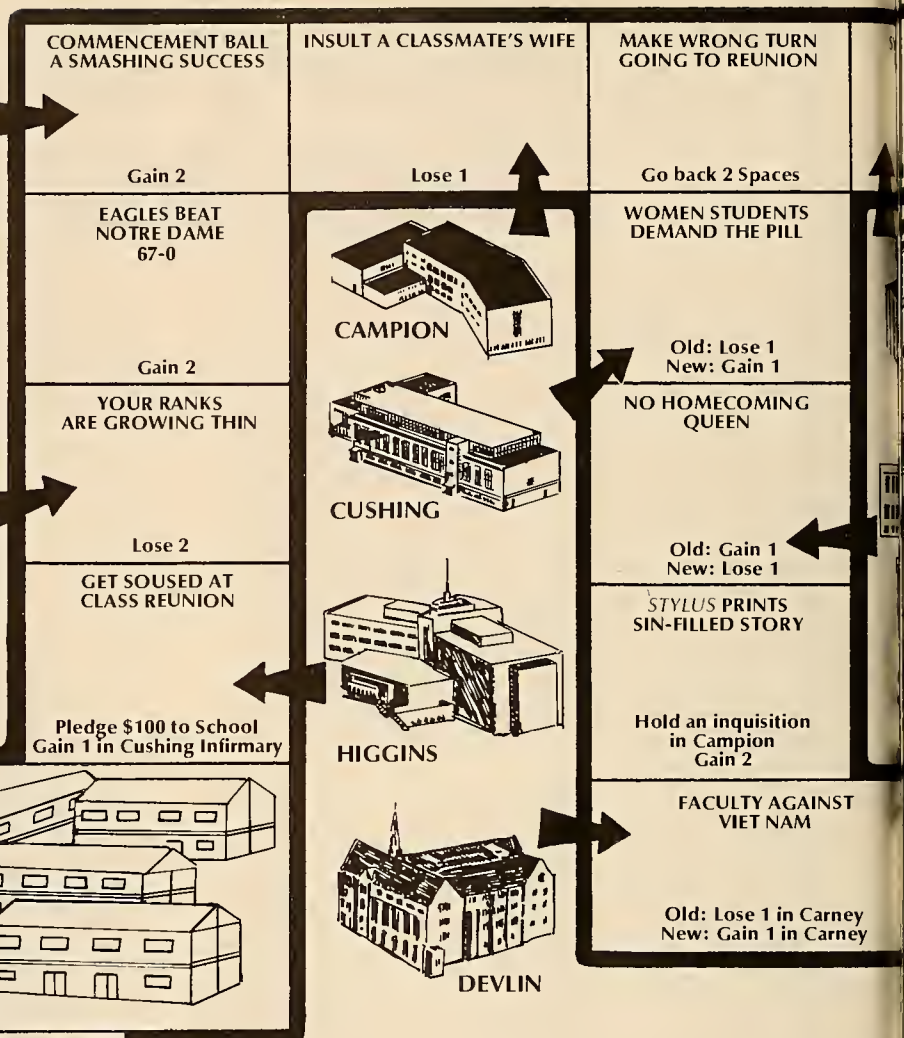 COMMENCEMENT BALL
A SMASHING SUCCESS
Gain 2
INSULT A CLASSMATE'S WIFE
Lose 1
MAKE WRONG TURN
GOING TO REUNION
Go back 2 Spaces
EAGLES BEAT
NOTRE DAME
67-0
Gain 2
YOUR RANKS
ARE GROWING THIN
Lose 2
GET SOUSED AT
CLASS REUNION
Pledge $100 to School
Gain 1 in Cushing Infirmary
CAMPION
CUSHING
HIGGINS
DEVLIN
WOMEN STUDENTS
DEMAND THE PILL
Old: Lose 1
New: Gain 1
NO HOMECOMING
QUEEN
Old: Gain 1
New: Lose 1
STYLUS PRINTS
SIN-FILLED STORY
Hold an inquisition
in Campion
Gain 2
FACULTY AGAINST
VIET NAM
Old: Lose 1 in Carney
New: Gain 1 in Carney